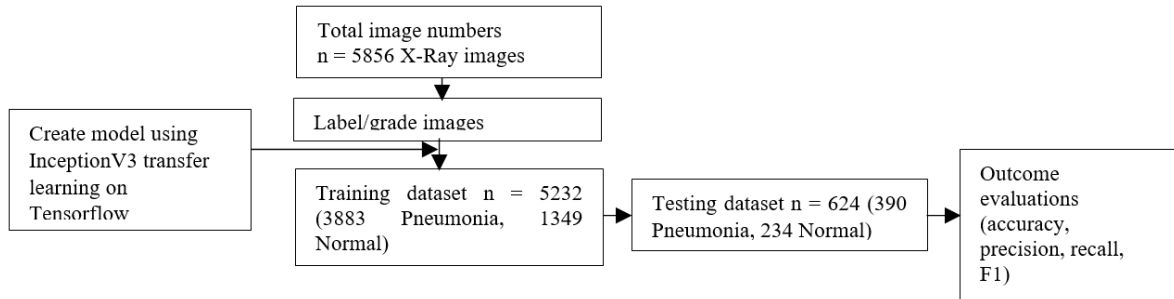 Total image numbers
n = 5856 X-Ray images
Label/grade images
Create model using
InceptionV3 transfer
learning on
Tensorflow
Training dataset n = 5232
(3883 Pneumonia, 1349
Normal)
Testing dataset n = 624 (390
Pneumonia, 234 Normal)
Outcome
evaluations
(accuracy,
precision, recall,
F1)